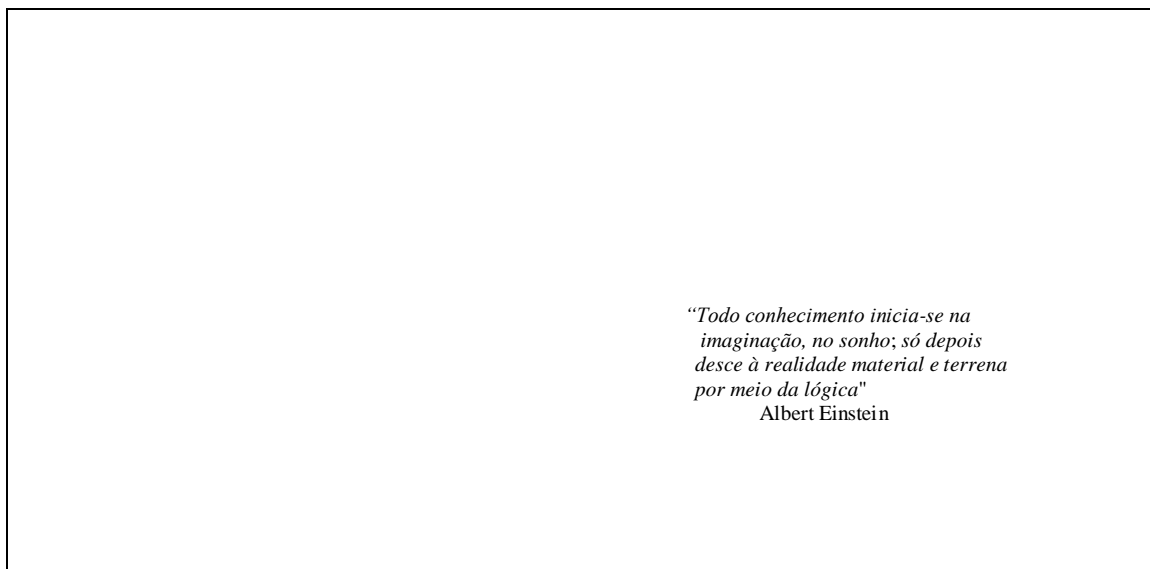 “Todo conhecimento inicia-se na
imaginação, no sonho; só depois
desce à realidade material e terrena
por meio da lógica"
Albert Einstein